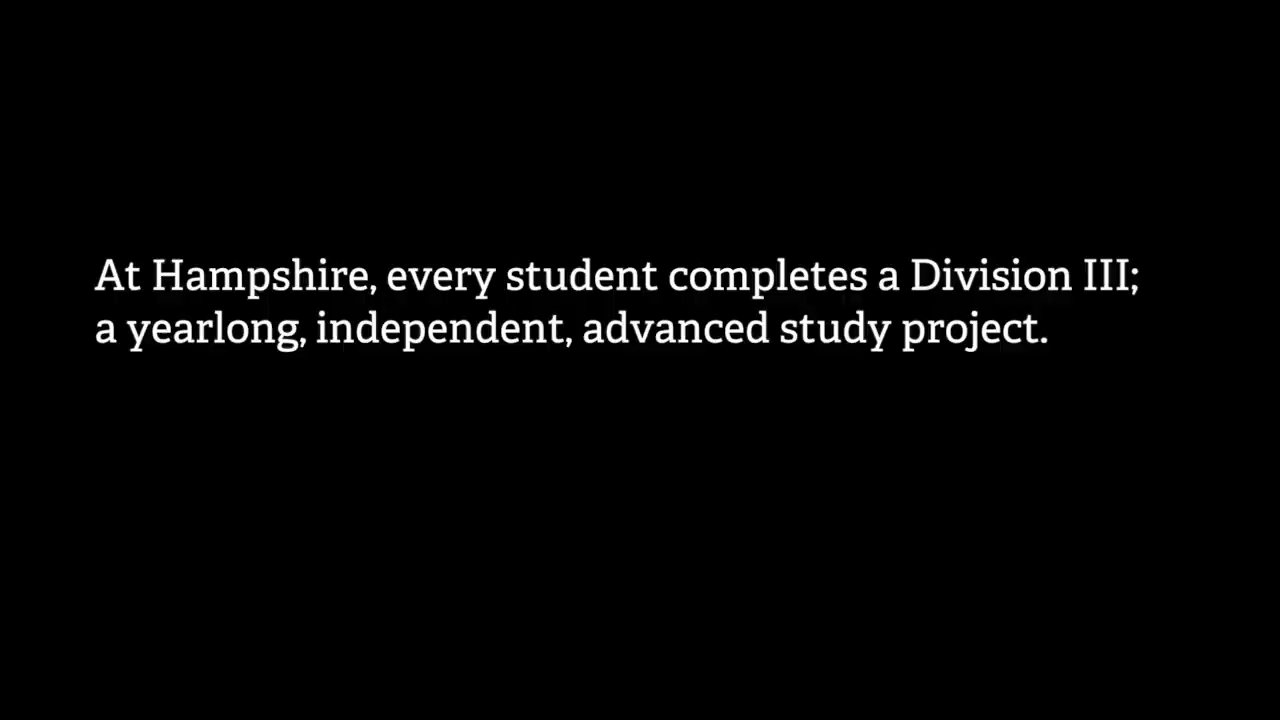 At Hampshire, every student completes a Division III;
a yearlong, independent, advanced study project.